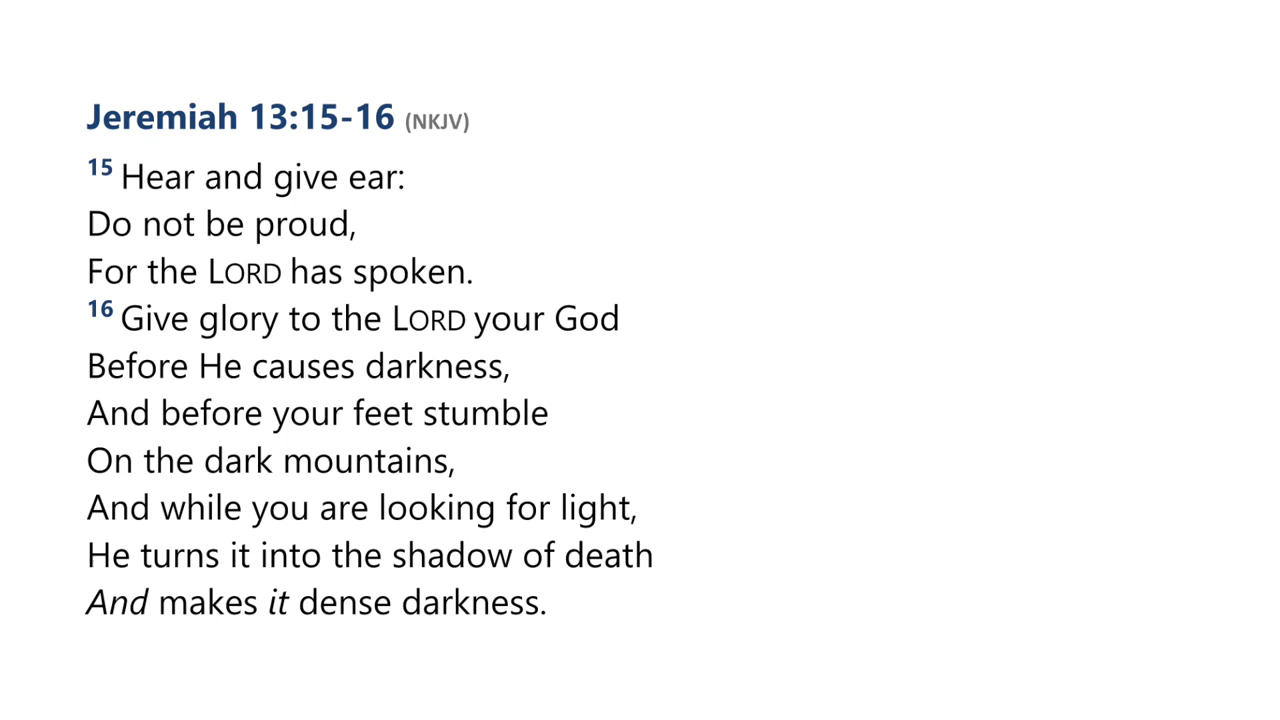 Jeremiah 13:15-16 (NKJV)
15 Hear and give ear:
Do not be proud,
For the LORD has spoken.
16 Give glory to the LORD your God
Before He causes darkness,
And before your feet stumble
On the dark mountains,
And while you are looking for light,
He turns it into the shadow of death
And makes it dense darkness.